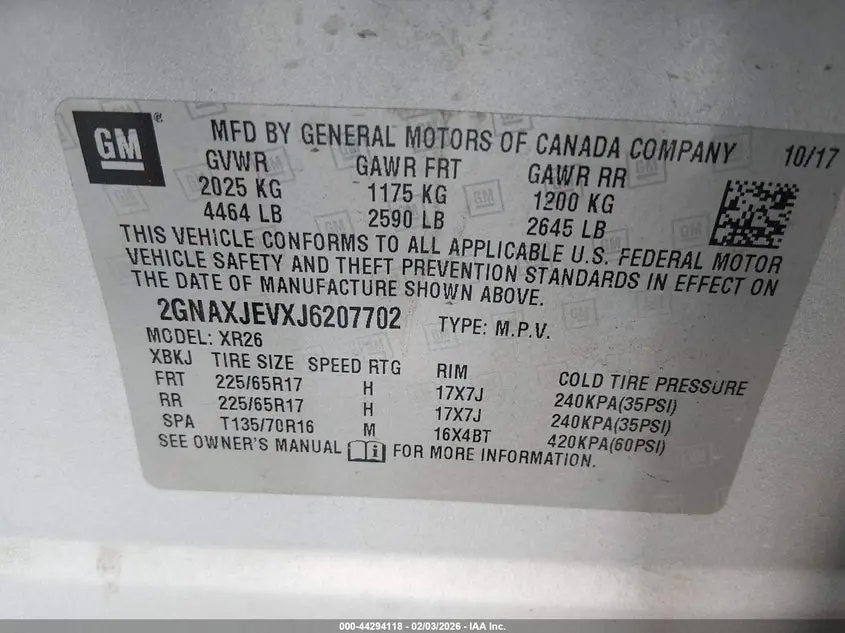 GM ® MFD BY GENERAL MOTORS OF CANADA COMPANY 10/17
GVWR GAWR FRT GAWR RR
2025 KG 1175 KG 1200 KG
4464 LB 2590 LB 2645 LB
THIS VEHICLE CONFORMS TO ALL APPLICABLE U.S. FEDERAL MOTOR
VEHICLE SAFETY AND THEFT PREVENTION STANDARDS IN EFFECT ON
THE DATE OF MANUFACTURE SHOWN ABOVE.
2GNAXJEVXJ6207702 TYPE: M.P.V.
MODEL: XR26
XBKJ TIRE SIZE SPEED RTG RIM COLD TIRE PRESSURE
FRT 225/65R17 H 17X7J 240KPA(35PSI)
RR 225/65R17 H 17X7J 240KPA(35PSI)
SPA T135/70R16 M 16X4BT 420KPA(60PSI)
SEE OWNER'S MANUAL i FOR MORE INFORMATION.
000-44294118 - 02/03/2026 - IAA Inc.